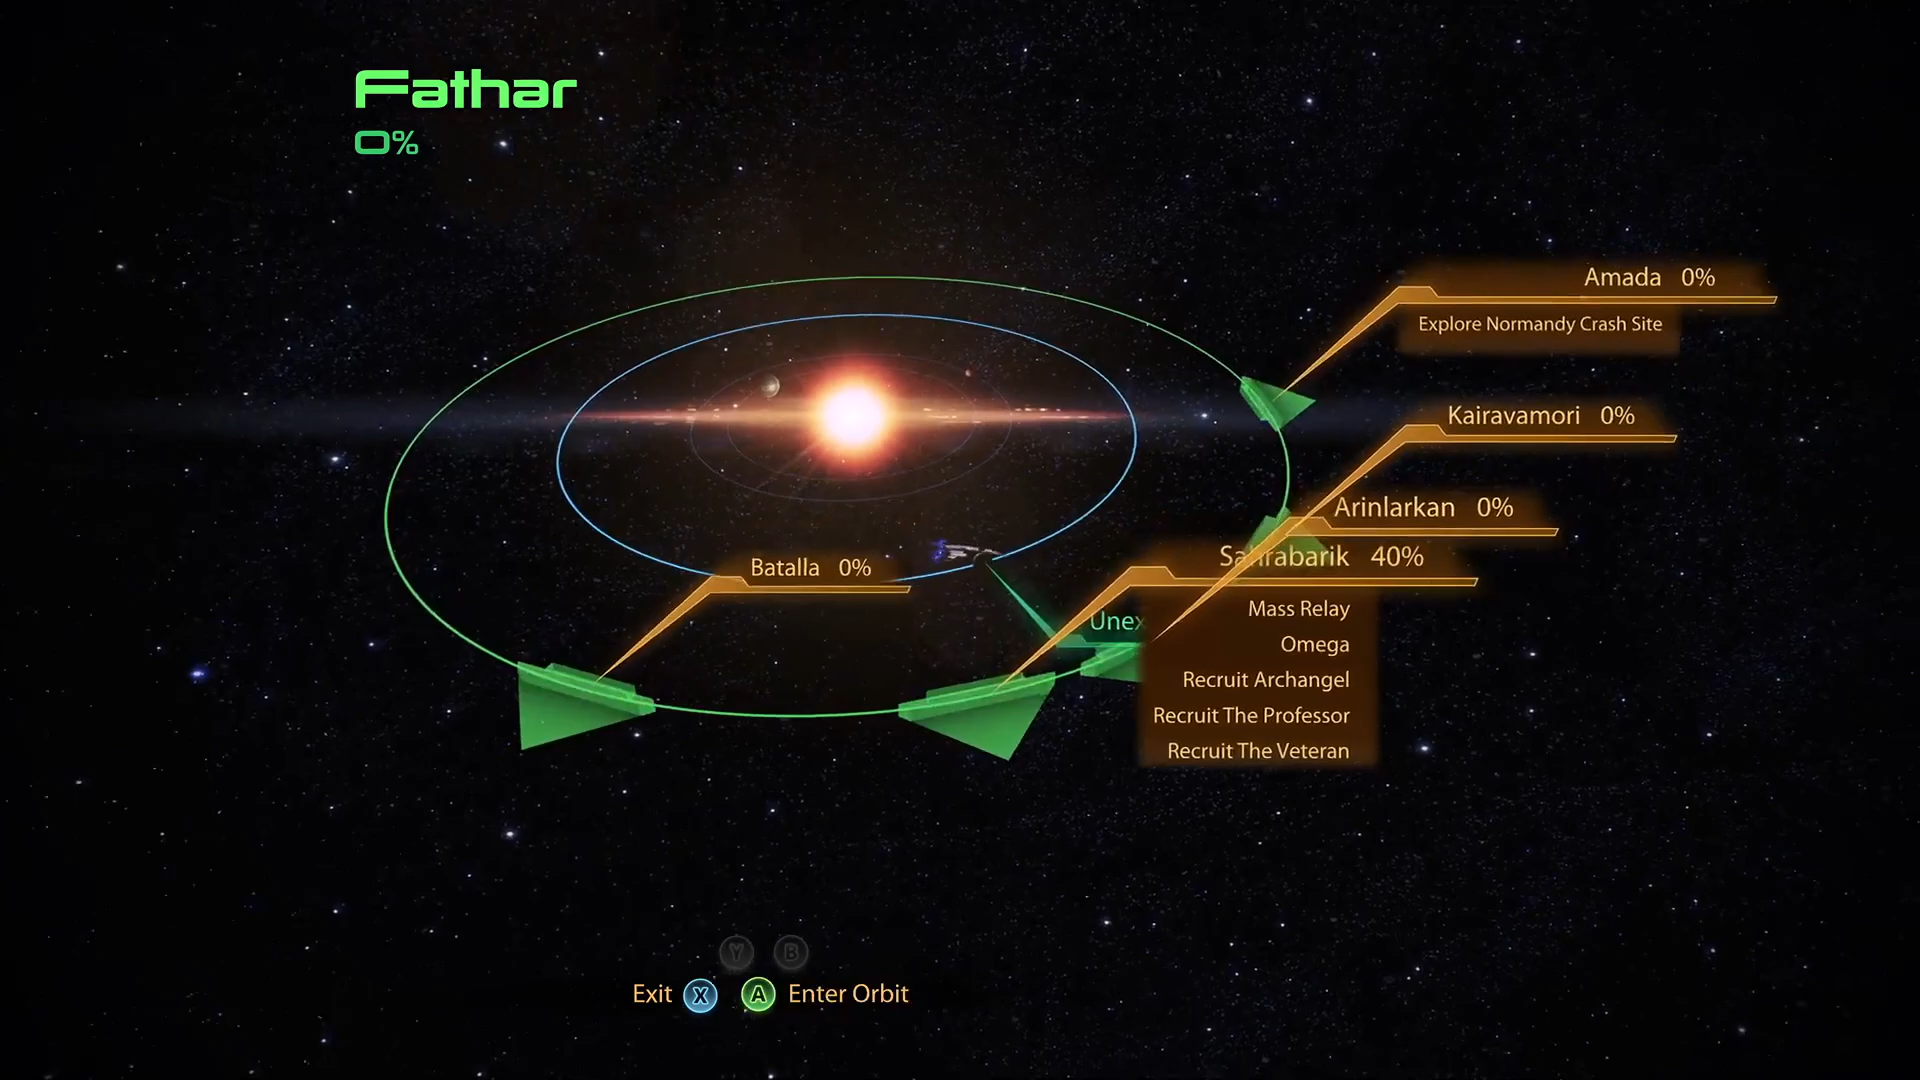 Fathar
0%
Amada 0%
Explore Normandy Crash Site
Kairavamori 0%
Arinlarkan 0%
Sahrabarik 40%
Mass Relay
Omega
Recruit Archangel
Recruit The Professor
Recruit The Veteran
Batalla 0%
Y B
Exit X A Enter Orbit